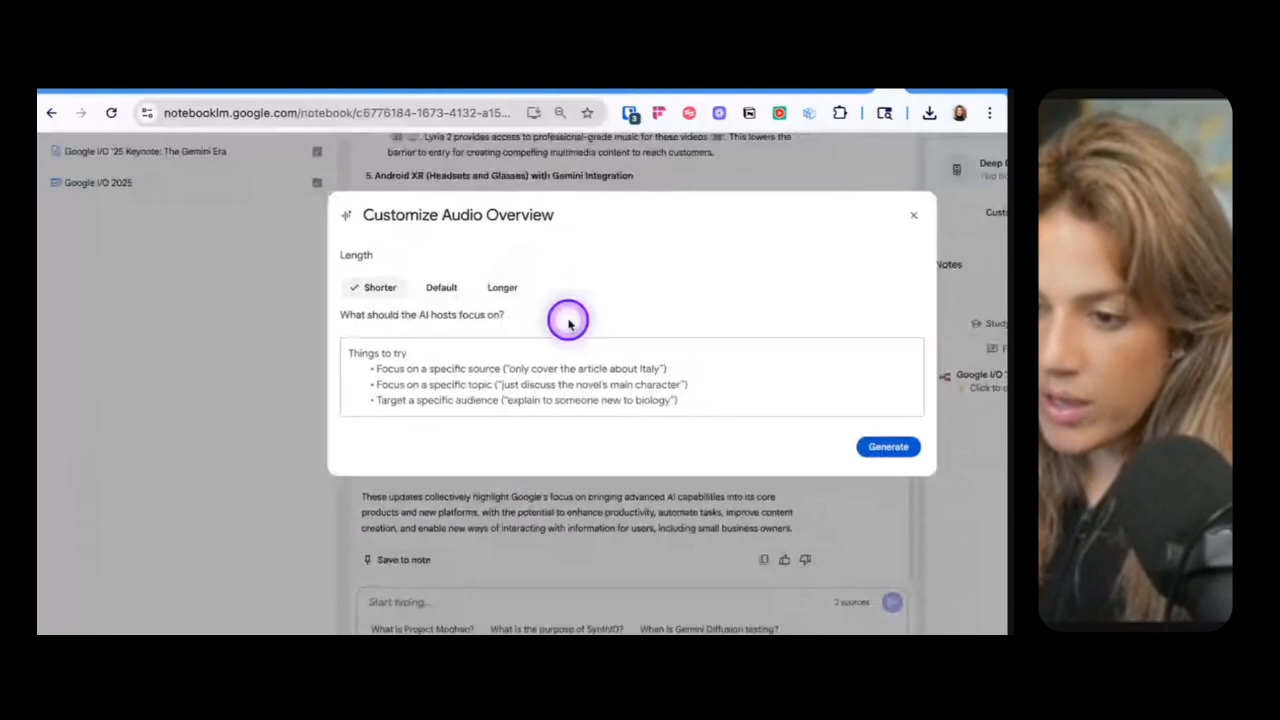 notebooklm.google.com/notebook/c6776184-1673-4132-a15...
Google I/O '25 Keynote: The Gemini Era
Google I/O 2025
Lyria 2 provides access to professional-grade music for these videos. This lowers the
barrier to entry for creating compelling multimedia content to reach customers.
5. Android XR (Headsets and Glasses) with Gemini Integration
Deep
Customize Audio Overview
Length
Shorter Default Longer
What should the AI hosts focus on?
Things to try
• Focus on a specific source ("only cover the article about Italy")
• Focus on a specific topic ("just discuss the novel's main character")
• Target a specific audience ("explain to someone new to biology")
Generate
Cust
Notes
Stud
Google I/O '
Click to
These updates collectively highlight Google's focus on bringing advanced AI capabilities into its core
products and new platforms, with the potential to enhance productivity, automate tasks, improve content
creation, and enable new ways of interacting with information for users, including small business owners.
Save to note
Start typing...
2 sources
What is Project Moohan? What is the purpose of SynthID? When is Gemini Diffusion testing?